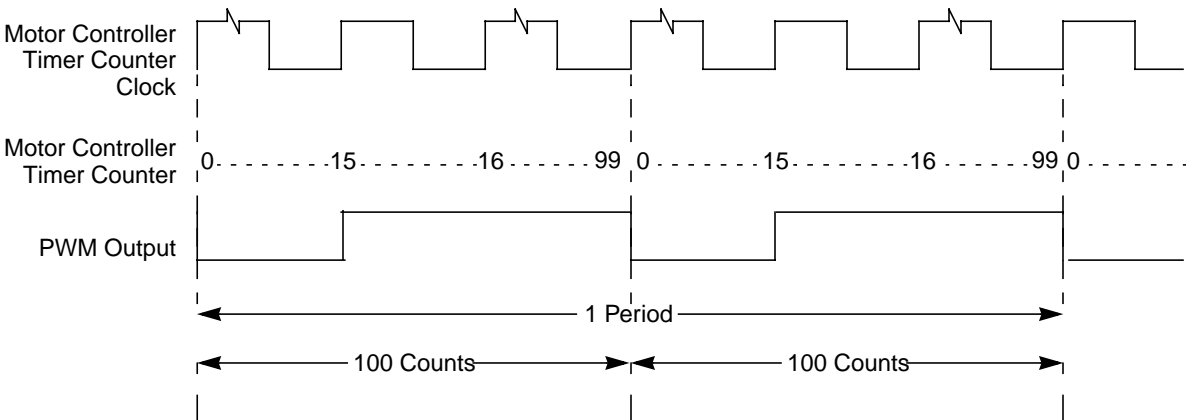 Motor Controller
Timer Counter
Clock
Motor Controller
Timer Counter
0 15 16 99 0 15 16 99 0
PWM Output
1 Period
100 Counts 100 Counts